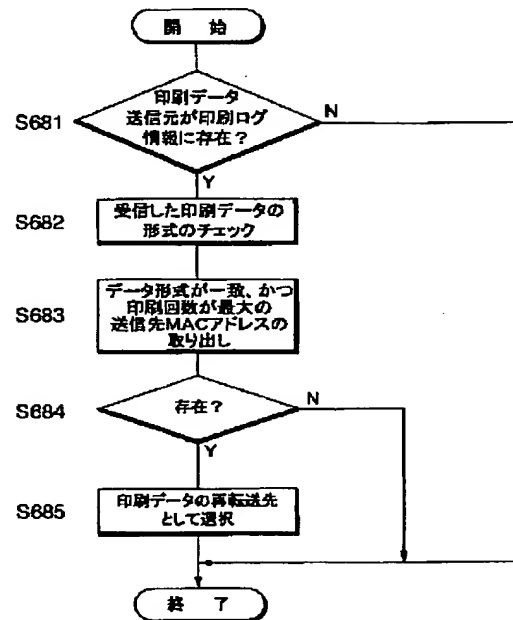 開 始
S681
印刷データ
送信元が印刷ログ
情報に存在？
N
Y
S682
受信した印刷データの
形式のチェック
S683
データ形式が一致、かつ
印刷回数が最大の
送信先MACアドレスの
取り出し
S684
存在？
N
Y
S685
印刷データの再転送先
として選択
終 了